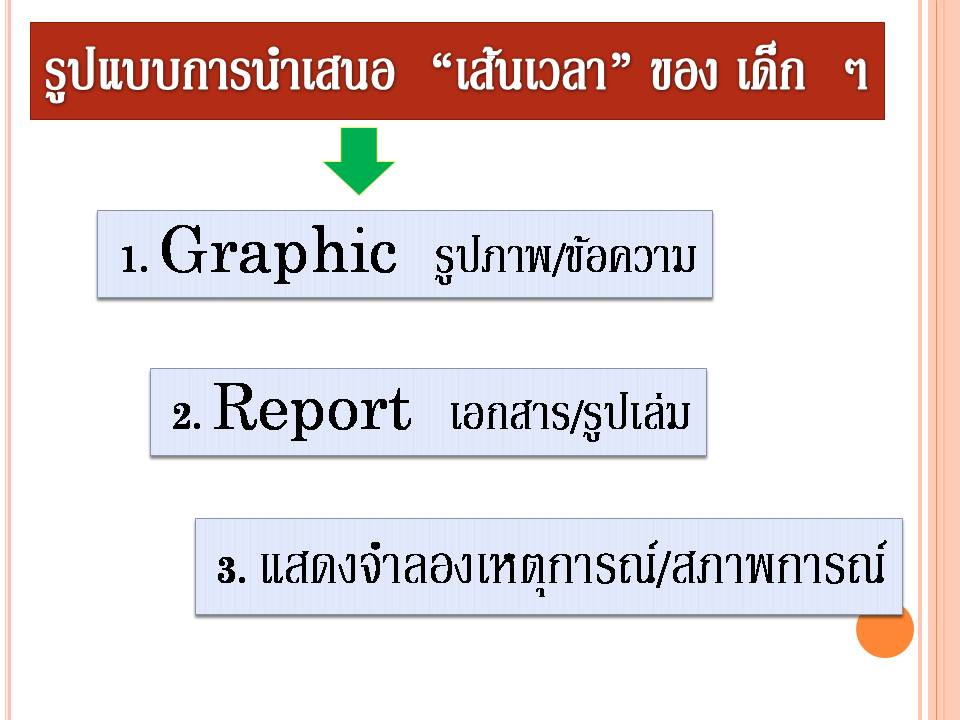 รูปแบบการนำเสนอ “เส้นเวลา” ของ เด็ก ๆ
1. Graphic รูปภาพ/ข้อความ
2. Report เอกสาร/รูปเล่ม
3. แสดงจำลองเหตุการณ์/สภาพการณ์